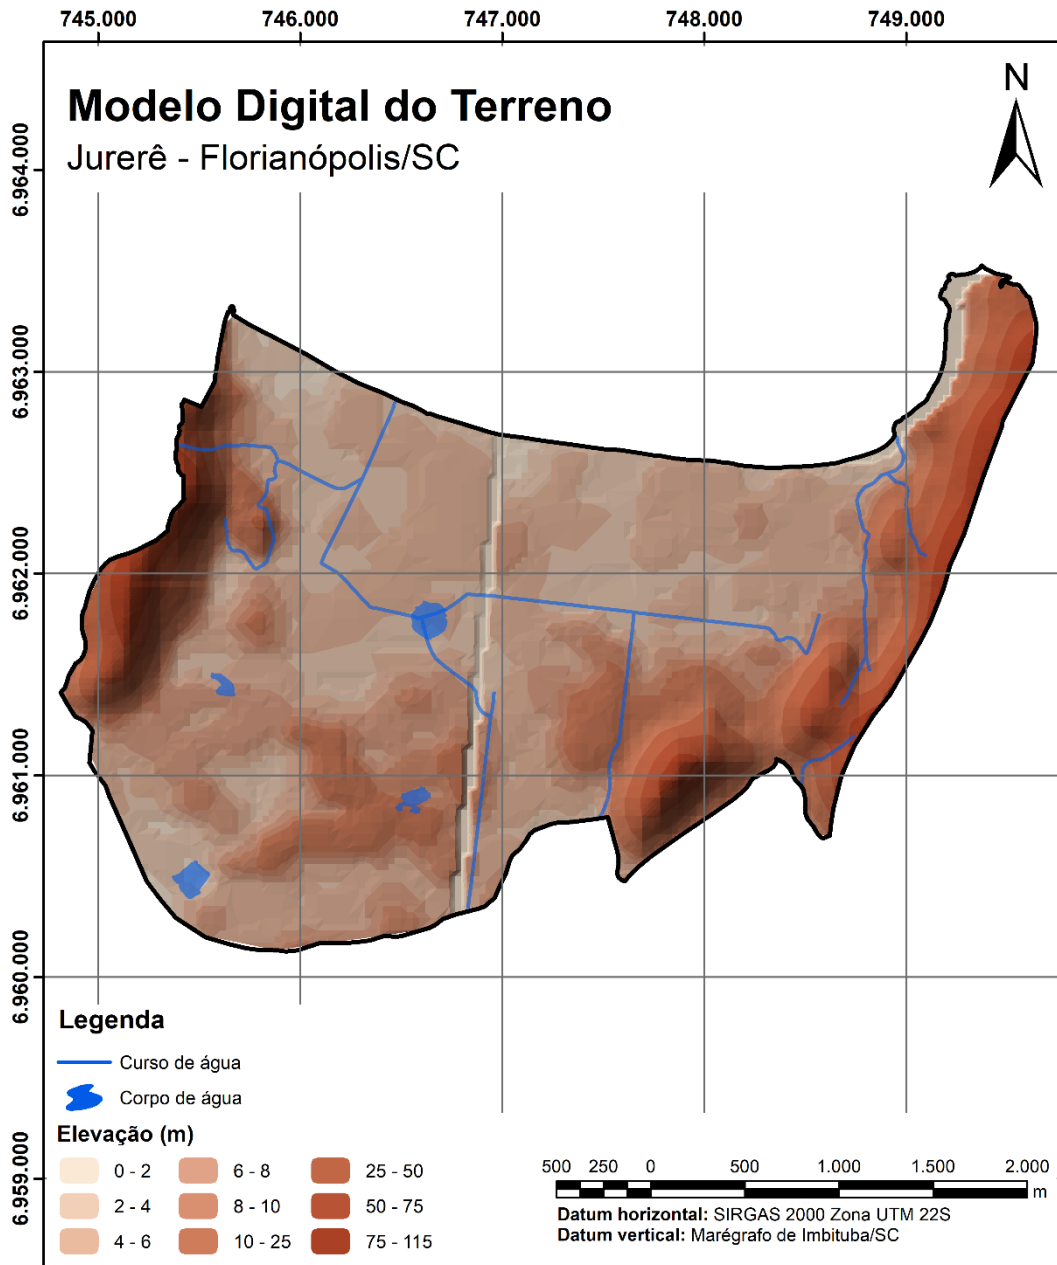 745.000 746.000 747.000 748.000 749.000
N
Modelo Digital do Terreno
Jurerê - Florianópolis/SC
6.964.000
6.963.000
6.962.000
6.961.000
6.960.000
6.959.000
Legenda
Curso de água
Corpo de água
Elevação (m)
0 - 2 6 - 8 25 - 50
2 - 4 8 - 10 50 - 75
4 - 6 10 - 25 75 - 115
500 250 0 500 1.000 1.500 2.000
m
Datum horizontal: SIRGAS 2000 Zona UTM 22S
Datum vertical: Marégrafo de Imbituba/SC